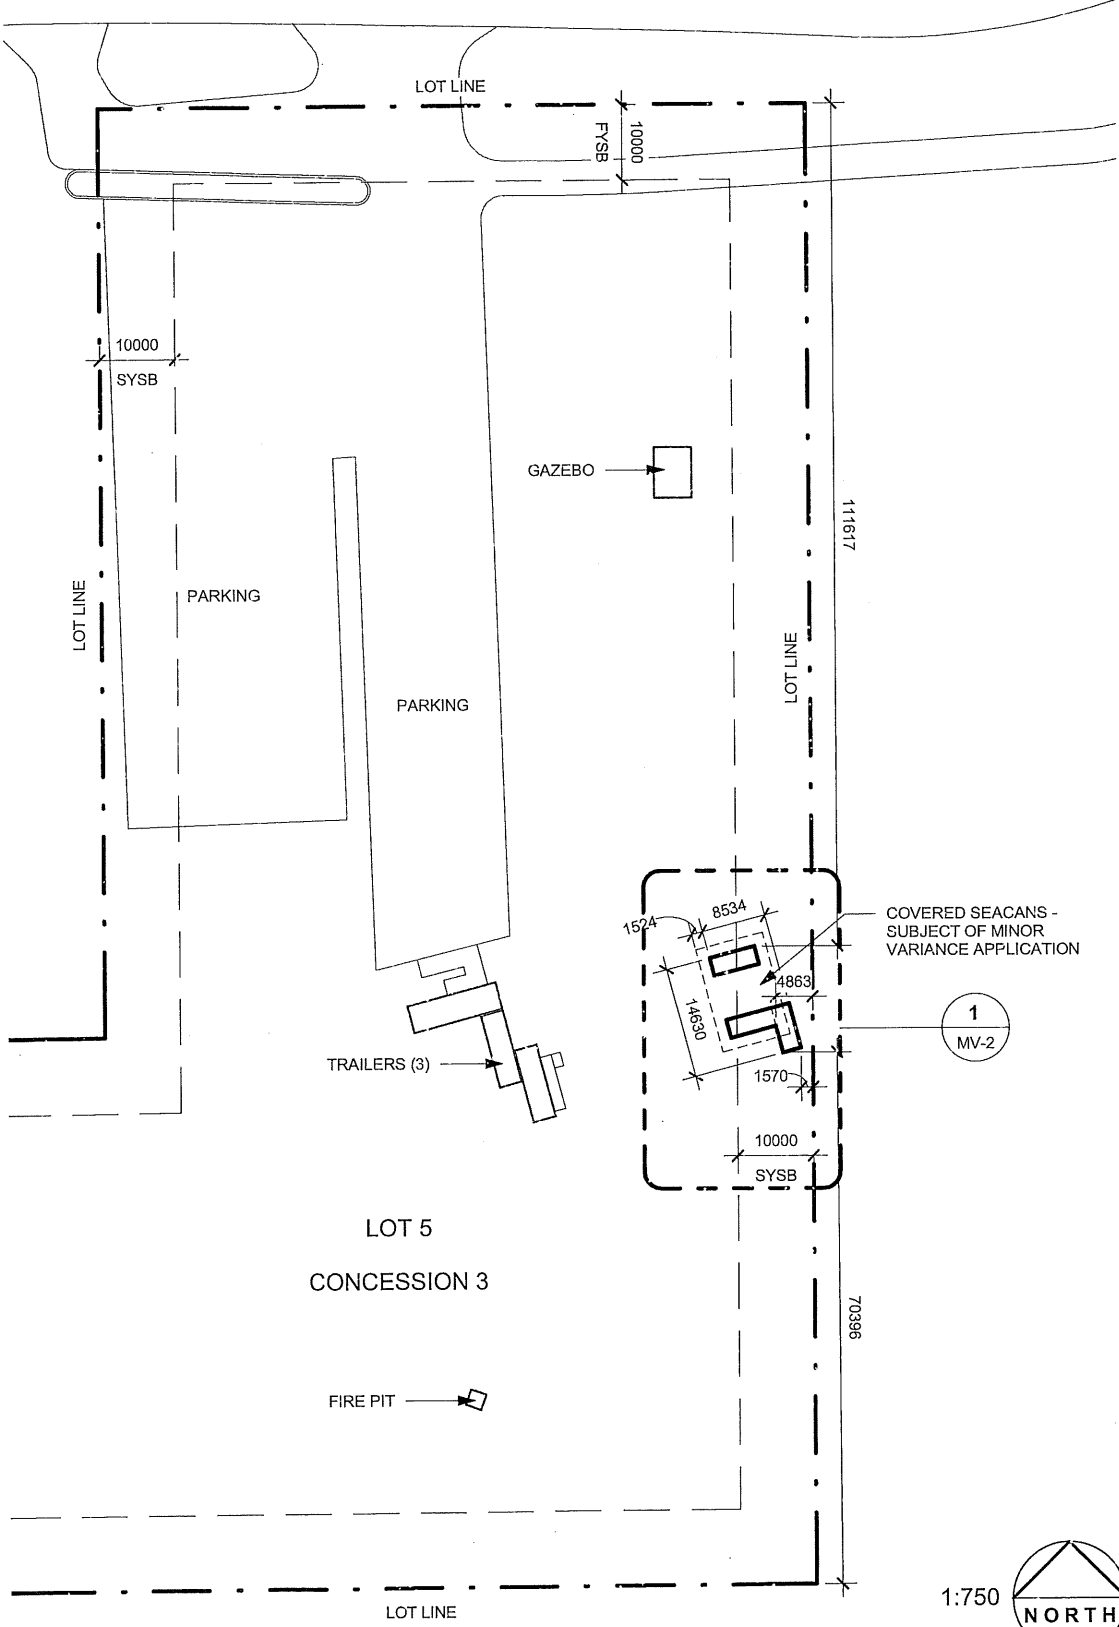 LOT LINE
10000
FYSB
10000
SYSB
GAZEBO
111617
LOT LINE
PARKING
LOT LINE
PARKING
1524
8534
COVERED SEACANS -
SUBJECT OF MINOR
VARIANCE APPLICATION
4863
14630
1
MV-2
TRAILERS (3)
1570
10000
SYSB
LOT 5
CONCESSION 3
70396
FIRE PIT
1:750
NORTH
LOT LINE